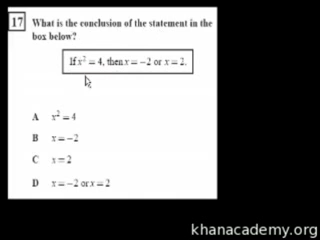 17 What is the conclusion of the statement in the
box below?
If x² = 4, then x = −2 or x = 2.
A x² = 4
B x = −2
C x = 2
D x = −2 or x = 2
khanacademy.org